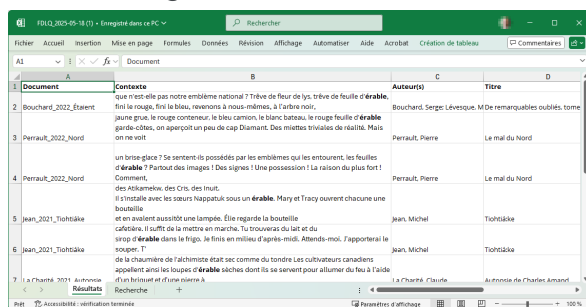 FDLQ_2025-05-18 (1) • Enregistré dans ce PC
Rechercher
Fichier Accueil Insertion Mise en page Formules Données Révision Affichage Automatiser Aide Acrobat Création de tableau Commentaires
A1 fx Document
A B C D
1 Document Contexte Auteur(s) Titre
que n'est-elle pas notre emblème national ? Trêve de fleur de lys, trêve de feuille d'érable,
2 Bouchard_2022_Étaient fini le rouge, fini le bleu, revenons à nous-mêmes, à l'arbre noir, Bouchard, Serge; Lévesque, M De remarquables oubliés, tome
jaune grue, le rouge conteneur, le bleu camion, le blanc bateau, le rouge feuille d'érable
garde-côtes, on aperçoit un peu de cap Diamant. Des miettes triviales de réalité. Mais
3 Perrault_2022_Nord on ne voit Perrault, Pierre Le mal du Nord
un brise-glace ? Se sentent-ils possédés par les emblèmes qui les entourent, les feuilles
d'érable ? Partout des images ! Des signes ! Une possession ! La raison du plus fort !
4 Perrault_2022_Nord Comment, Perrault, Pierre Le mal du Nord
des Atikamekw, des Cris, des Inuit.
Il s'installe avec les sœurs Nappatuk sous un érable. Mary et Tracy ouvrent chacune une
bouteille
5 Jean_2021_Tiohtiáke et en avalent aussitôt une lampée. Élie regarde la bouteille Jean, Michel Tiohtiáke
cafetière. Il suffit de la mettre en marche. Tu trouveras du lait et du
sirop d'érable dans le frigo. Je finis en milieu d'après-midi. Attends-moi. J'apporterai le
6 Jean_2021_Tiohtiáke souper. T' Jean, Michel Tiohtiáke
de la chaumière de l'alchimiste était sec comme du tondre Les cultivateurs canadiens
appellent ainsi les loupes d'érable sèches dont ils se servent pour allumer du feu à l'aide
7 La Charité_2021_Autopsie d'un briquet et d'une pierre à La Charité, Claude Autopsie de Charles Amand
Résultats Recherche +
Prêt Accessibilité : vérification terminée Paramètres d'affichage 100 %